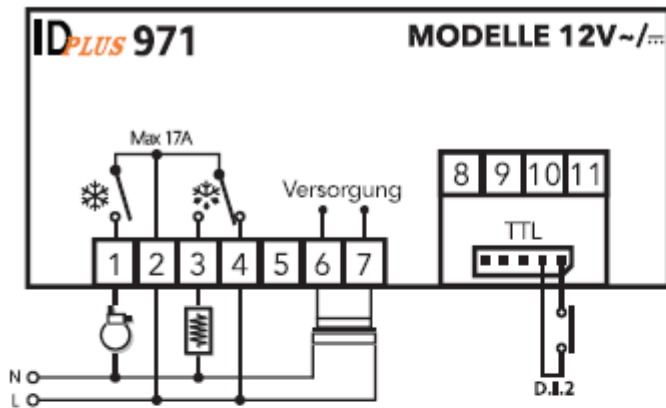 IDPLUS 971
MODELLE 12V~/⎓
Max 17A
Versorgung
8 9 10 11
TTL
1 2 3 4 5 6 7
N
L
D.I.2